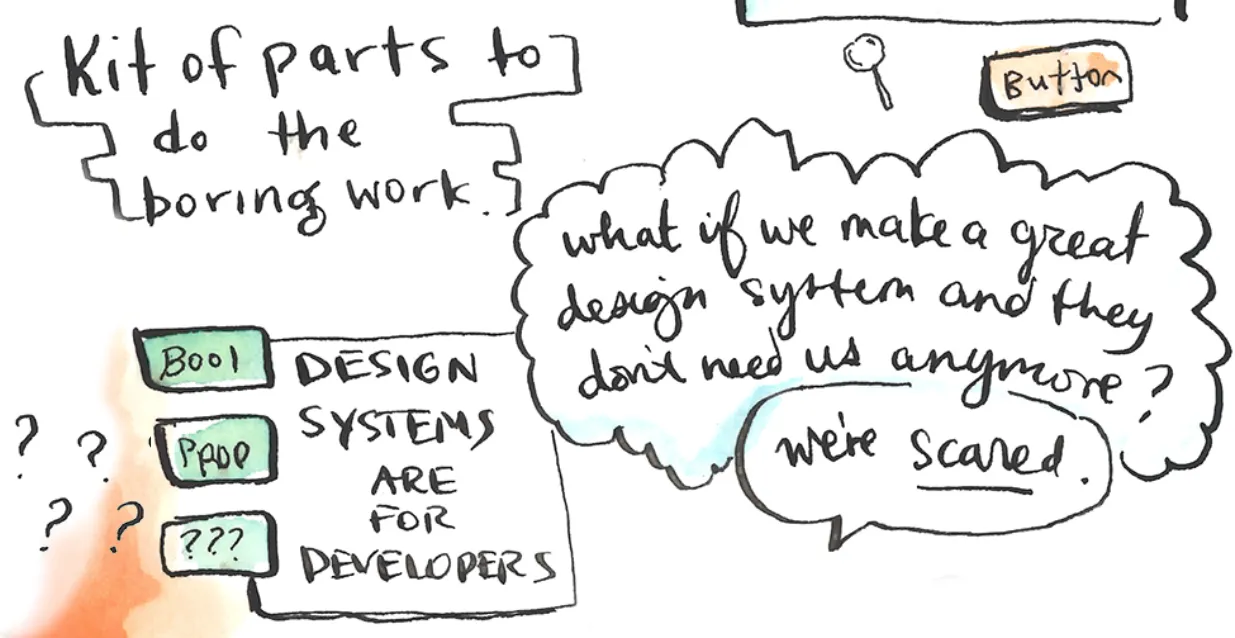 Kit of parts to
do the
boring work.
Button
what if we make a great
design system and they
don't need us anymore?
we're scared.
Bool
Prop
???
? ?
? ?
DESIGN
SYSTEMS
ARE
FOR
DEVELOPERS